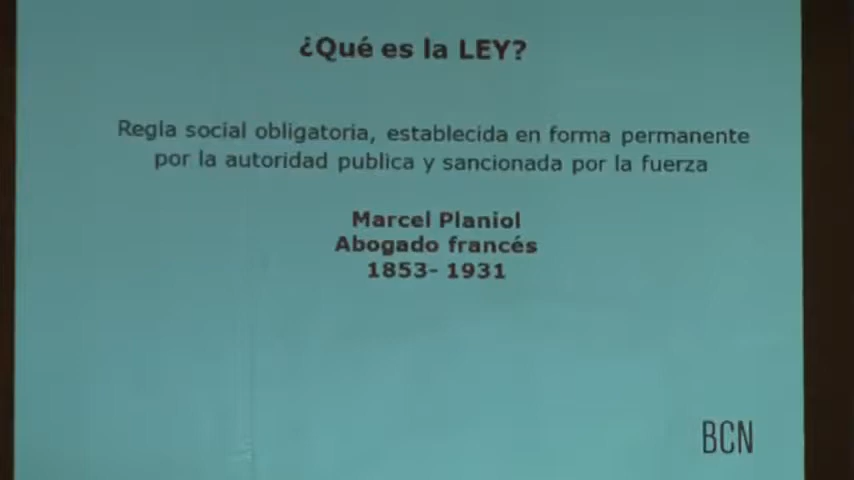 ¿Qué es la LEY?
Regla social obligatoria, establecida en forma permanente
por la autoridad publica y sancionada por la fuerza
Marcel Planiol
Abogado francés
1853- 1931
BCN